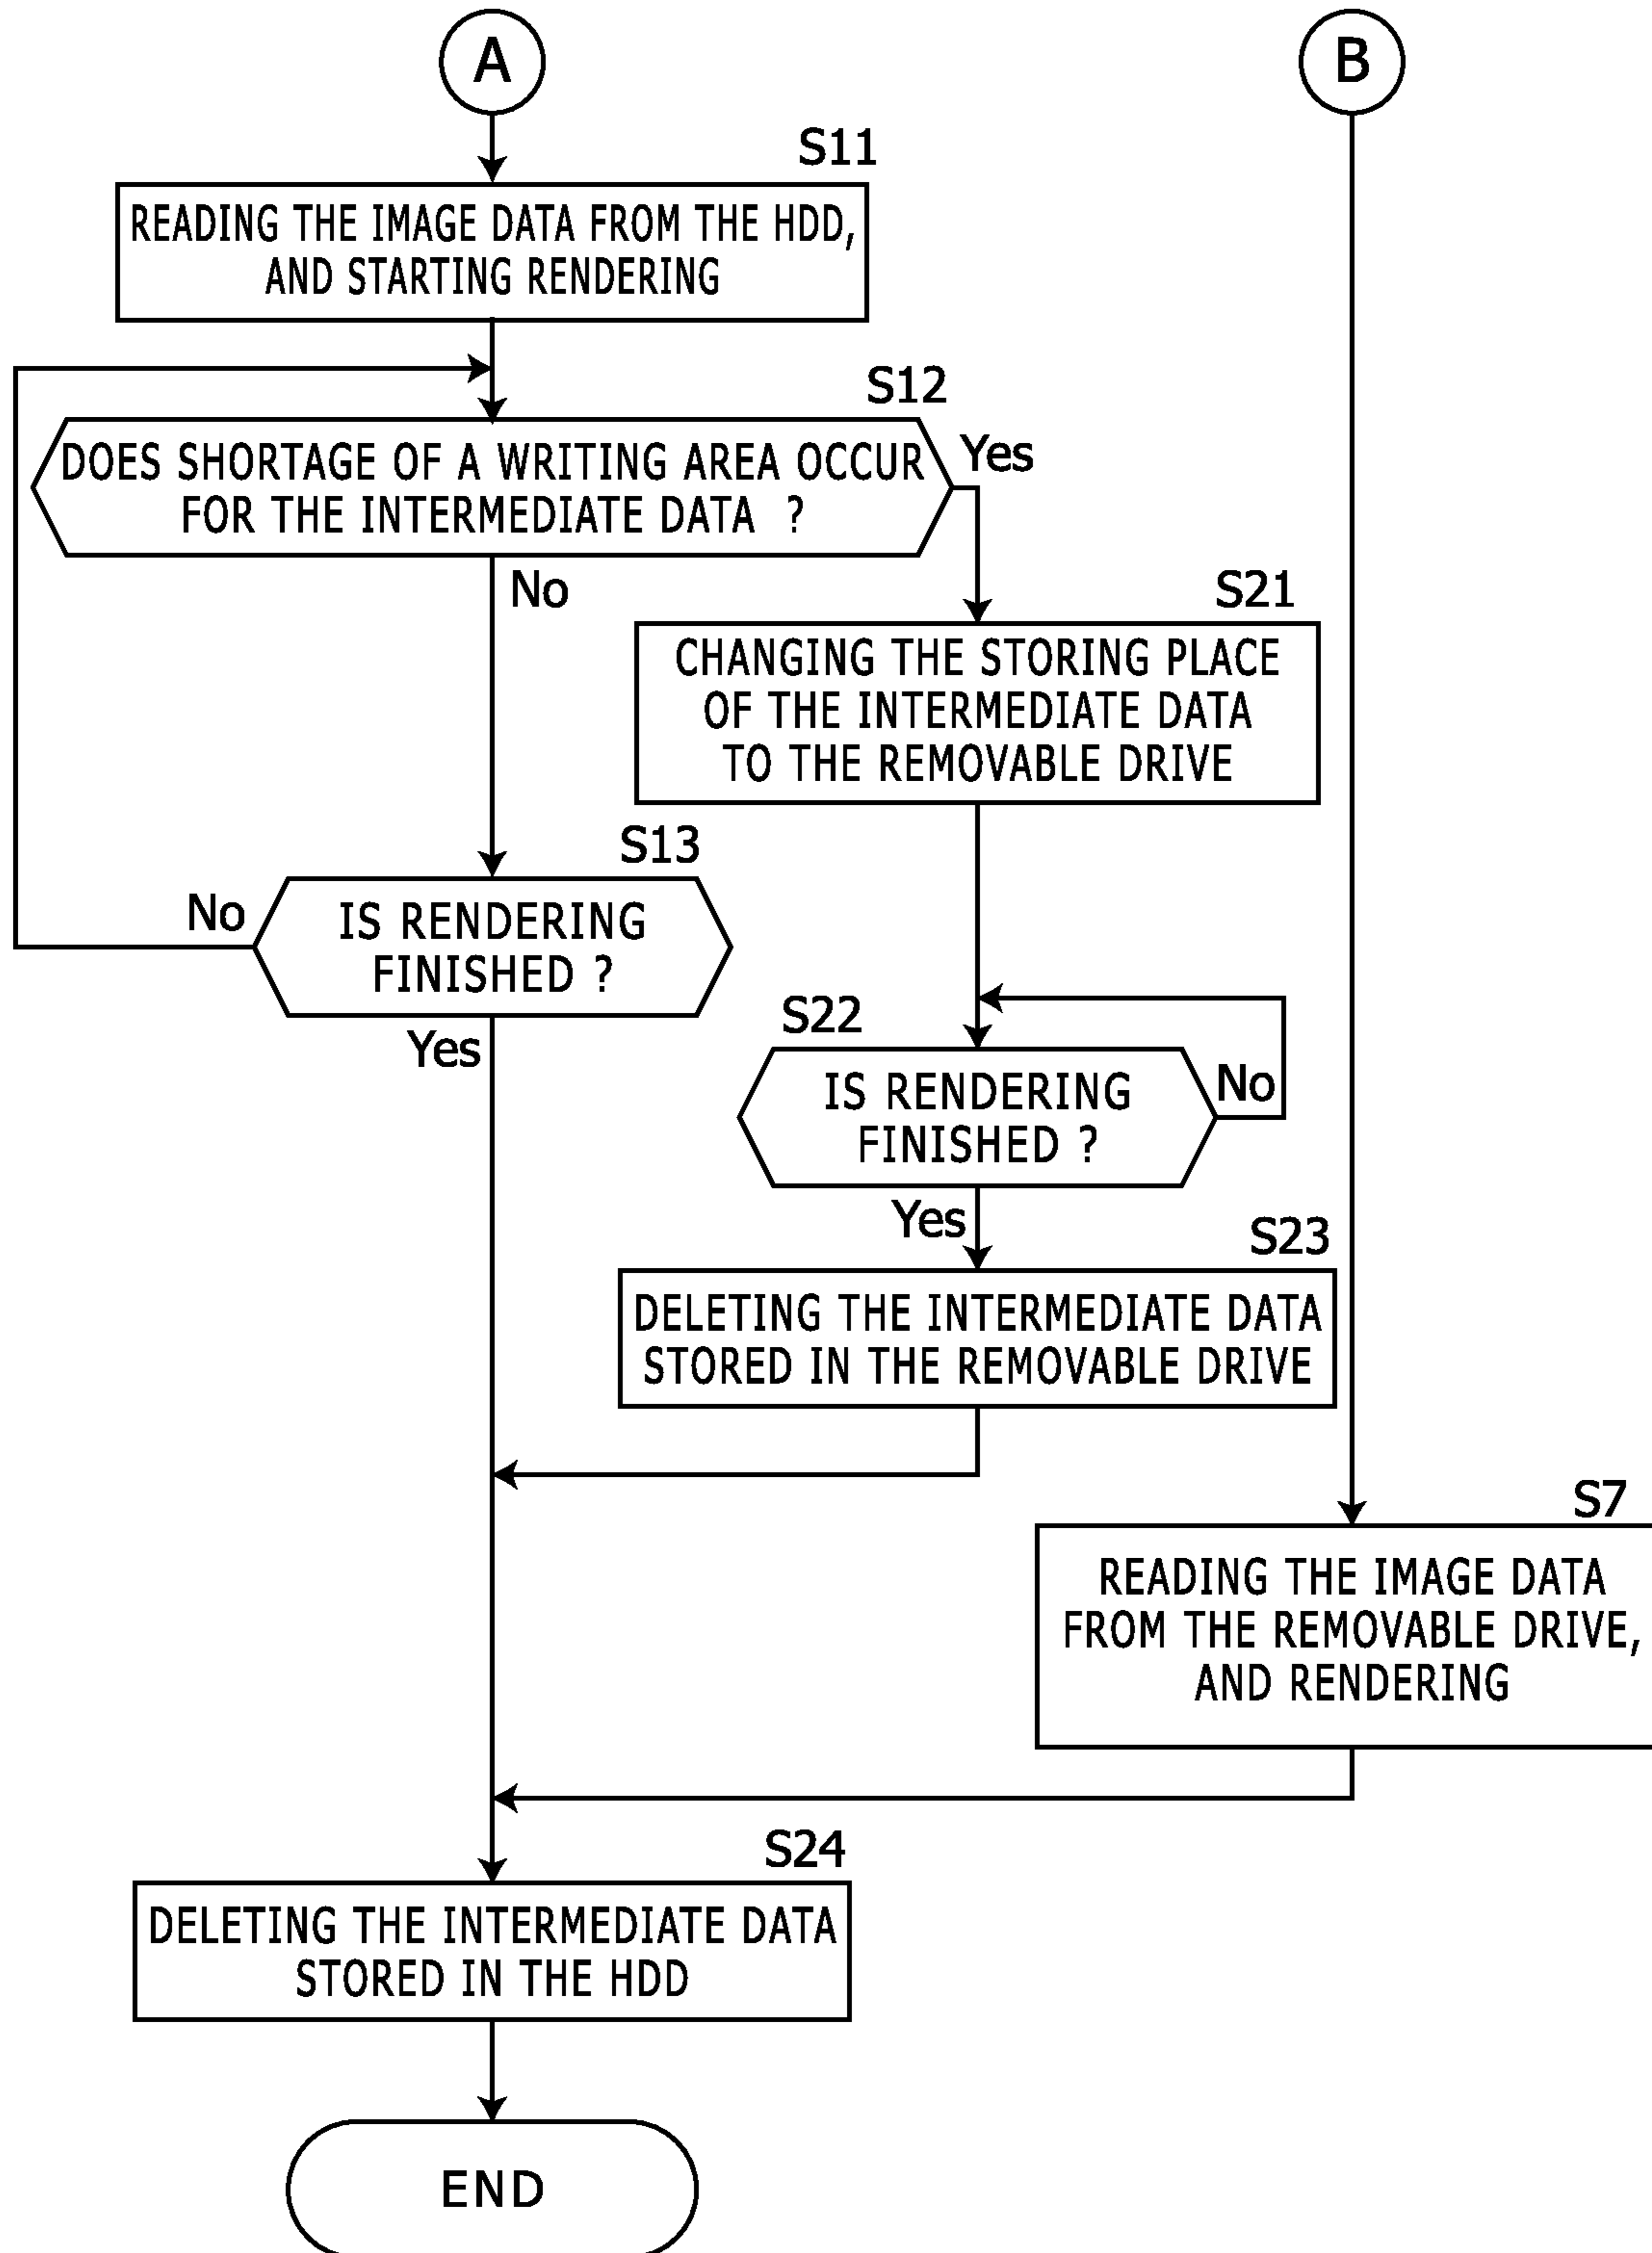 A
B
S11
READING THE IMAGE DATA FROM THE HDD,
AND STARTING RENDERING
S12
DOES SHORTAGE OF A WRITING AREA OCCUR
FOR THE INTERMEDIATE DATA ?
Yes
No
S21
CHANGING THE STORING PLACE
OF THE INTERMEDIATE DATA
TO THE REMOVABLE DRIVE
S13
No
IS RENDERING
FINISHED ?
Yes
S22
IS RENDERING
FINISHED ?
No
Yes
S23
DELETING THE INTERMEDIATE DATA
STORED IN THE REMOVABLE DRIVE
S7
READING THE IMAGE DATA
FROM THE REMOVABLE DRIVE,
AND RENDERING
S24
DELETING THE INTERMEDIATE DATA
STORED IN THE HDD
END